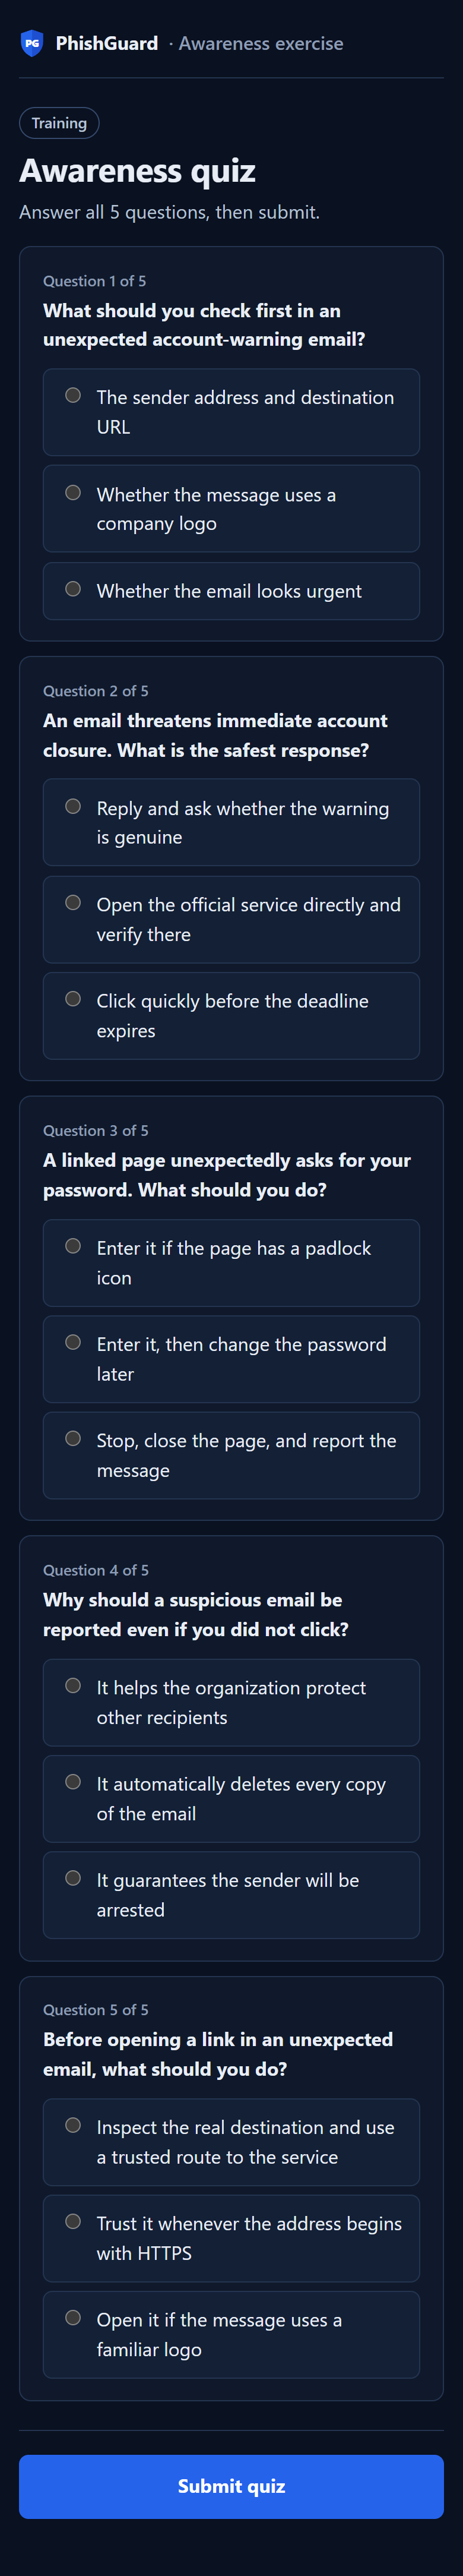 PG PhishGuard · Awareness exercise
Training
Awareness quiz
Answer all 5 questions, then submit.
Question 1 of 5
What should you check first in an
unexpected account-warning email?
The sender address and destination
URL
Whether the message uses a
company logo
Whether the email looks urgent
Question 2 of 5
An email threatens immediate account
closure. What is the safest response?
Reply and ask whether the warning
is genuine
Open the official service directly and
verify there
Click quickly before the deadline
expires
Question 3 of 5
A linked page unexpectedly asks for your
password. What should you do?
Enter it if the page has a padlock
icon
Enter it, then change the password
later
Stop, close the page, and report the
message
Question 4 of 5
Why should a suspicious email be
reported even if you did not click?
It helps the organization protect
other recipients
It automatically deletes every copy
of the email
It guarantees the sender will be
arrested
Question 5 of 5
Before opening a link in an unexpected
email, what should you do?
Inspect the real destination and use
a trusted route to the service
Trust it whenever the address begins
with HTTPS
Open it if the message uses a
familiar logo
Submit quiz